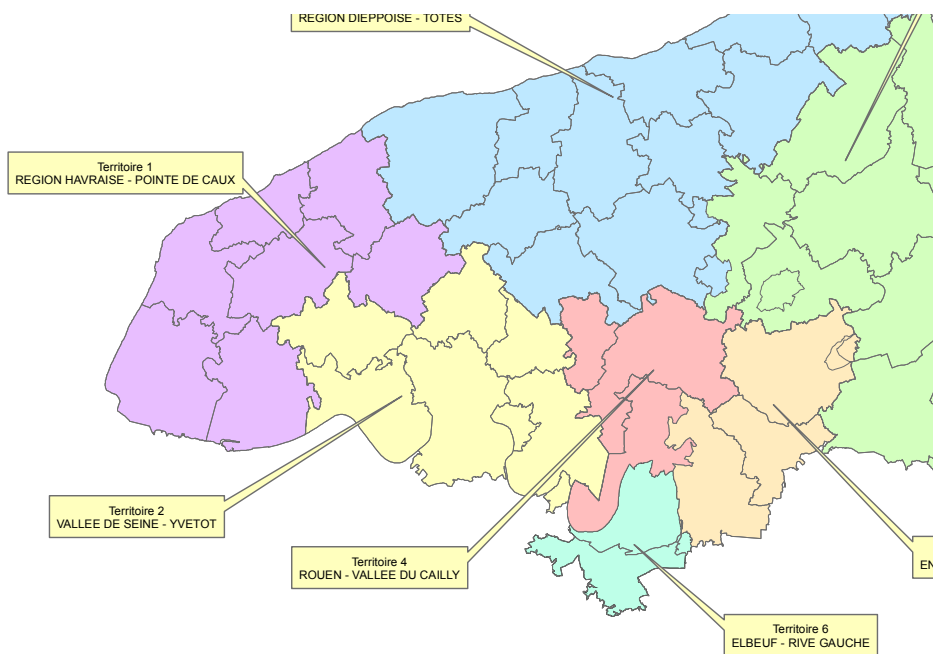 REGION DIEPPOISE - TOTES
Territoire 1
REGION HAVRAISE - POINTE DE CAUX
Territoire 2
VALLEE DE SEINE - YVETOT
Territoire 4
ROUEN - VALLEE DU CAILLY
EN
Territoire 6
ELBEUF - RIVE GAUCHE